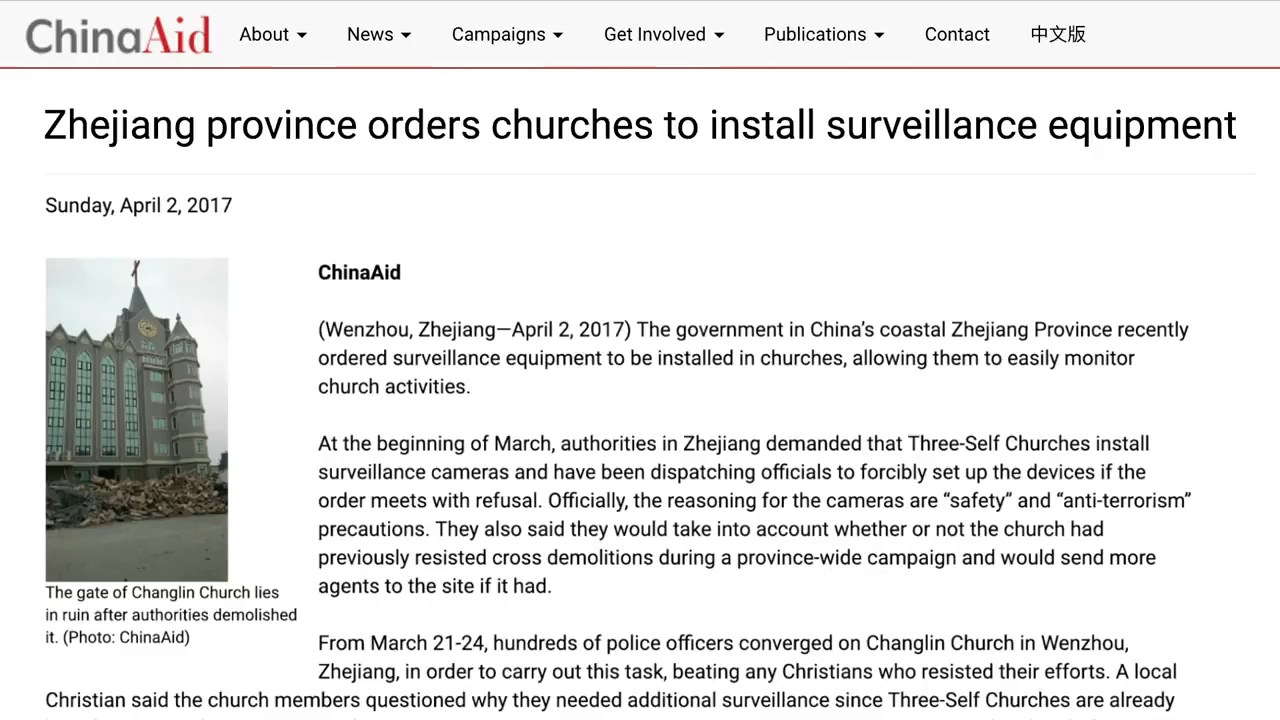 ChinaAid About News Campaigns Get Involved Publications Contact 中文版
Zhejiang province orders churches to install surveillance equipment
Sunday, April 2, 2017
ChinaAid
(Wenzhou, Zhejiang—April 2, 2017) The government in China’s coastal Zhejiang Province recently
ordered surveillance equipment to be installed in churches, allowing them to easily monitor
church activities.
At the beginning of March, authorities in Zhejiang demanded that Three-Self Churches install
surveillance cameras and have been dispatching officials to forcibly set up the devices if the
order meets with refusal. Officially, the reasoning for the cameras are “safety” and “anti-terrorism”
precautions. They also said they would take into account whether or not the church had
previously resisted cross demolitions during a province-wide campaign and would send more
agents to the site if it had.
The gate of Changlin Church lies
in ruin after authorities demolished
it. (Photo: ChinaAid)
From March 21-24, hundreds of police officers converged on Changlin Church in Wenzhou,
Zhejiang, in order to carry out this task, beating any Christians who resisted their efforts. A local
Christian said the church members questioned why they needed additional surveillance since Three-Self Churches are already